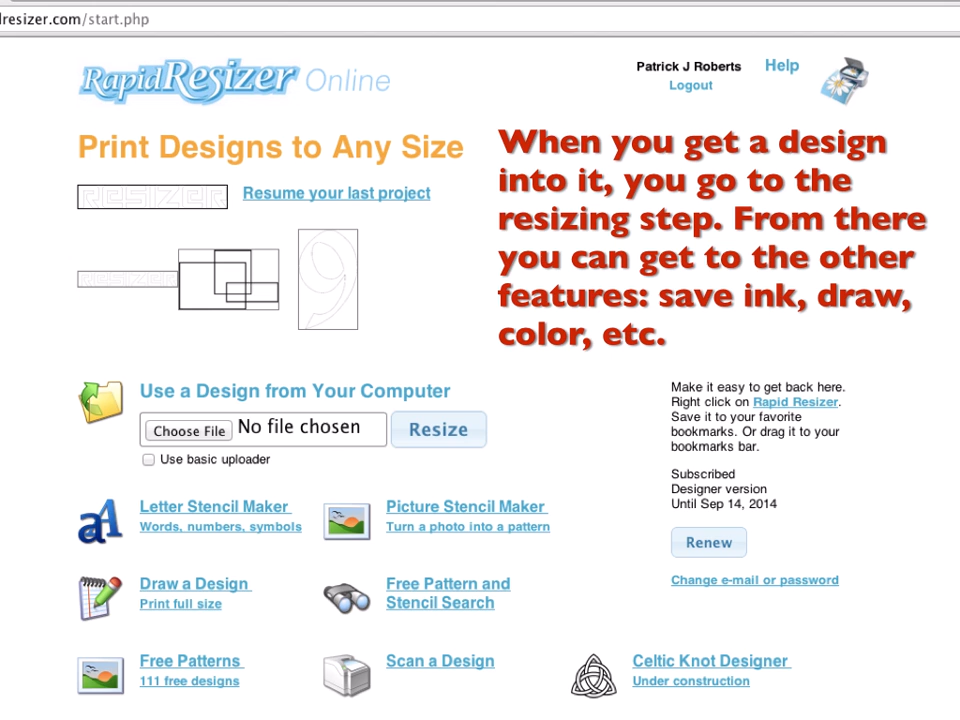 lresizer.com/start.php
RapidResizer Online
Patrick J Roberts
Help
Logout
Print Designs to Any Size
RESIZER
Resume your last project
RESIZER
9
When you get a design
into it, you go to the
resizing step. From there
you can get to the other
features: save ink, draw,
color, etc.
Use a Design from Your Computer
Choose File No file chosen
Resize
Use basic uploader
Make it easy to get back here.
Right click on Rapid Resizer.
Save it to your favorite
bookmarks. Or drag it to your
bookmarks bar.
Subscribed
Designer version
Until Sep 14, 2014
Renew
Change e-mail or password
Letter Stencil Maker
Words, numbers, symbols
Picture Stencil Maker
Turn a photo into a pattern
Draw a Design
Print full size
Free Pattern and
Stencil Search
Free Patterns
111 free designs
Scan a Design
Celtic Knot Designer
Under construction